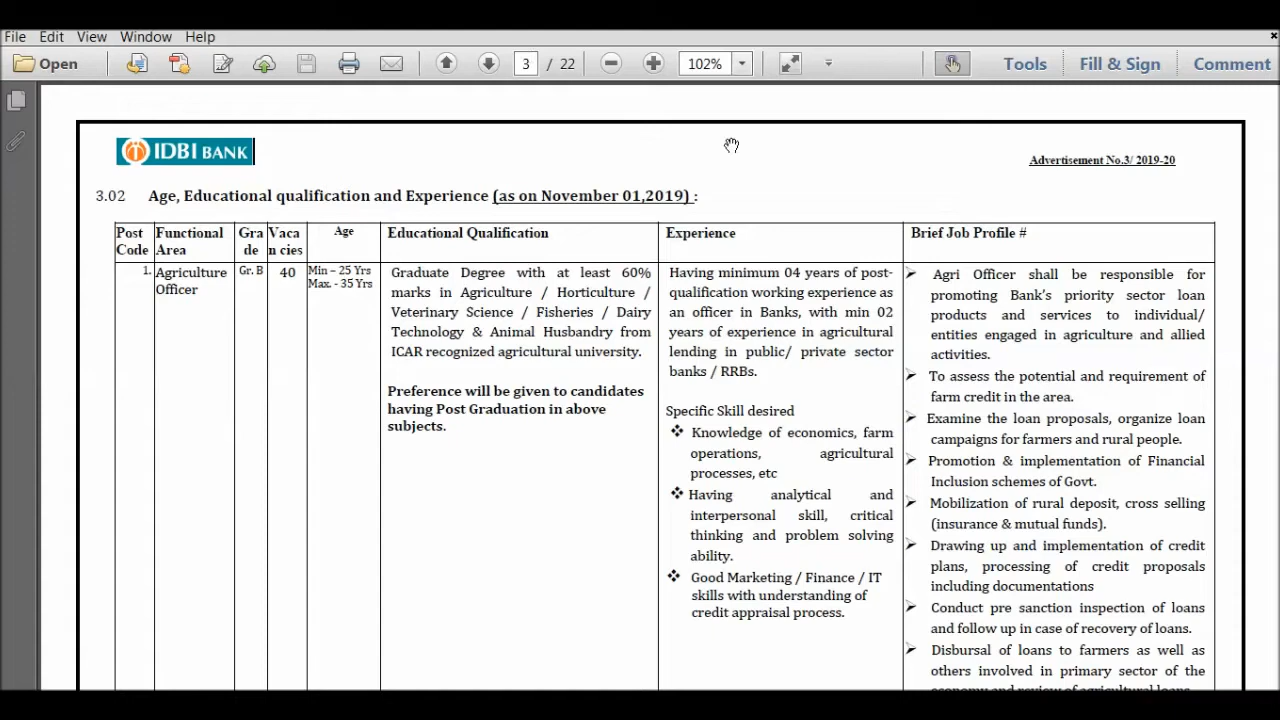 File Edit View Window Help
Open 3 / 22 102% Tools Fill & Sign Comment
IDBI BANK
Advertisement No.3/ 2019-20
3.02 Age, Educational qualification and Experience (as on November 01,2019) :
Post Code
Functional Area
Gra de
Vaca n cies
Age
Educational Qualification
Experience
Brief Job Profile #
1.
Agriculture
Officer
Gr. B
40
Min – 25 Yrs
Max. - 35 Yrs
Graduate Degree with at least 60%
marks in Agriculture / Horticulture /
Veterinary Science / Fisheries / Dairy
Technology & Animal Husbandry from
ICAR recognized agricultural university.
Preference will be given to candidates
having Post Graduation in above
subjects.
Having minimum 04 years of post-
qualification working experience as
an officer in Banks, with min 02
years of experience in agricultural
lending in public/ private sector
banks / RRBs.
Specific Skill desired
❖ Knowledge of economics, farm
operations, agricultural
processes, etc
❖ Having analytical and
interpersonal skill, critical
thinking and problem solving
ability.
❖ Good Marketing / Finance / IT
skills with understanding of
credit appraisal process.
➢ Agri Officer shall be responsible for
promoting Bank's priority sector loan
products and services to individual/
entities engaged in agriculture and allied
activities.
➢ To assess the potential and requirement of
farm credit in the area.
➢ Examine the loan proposals, organize loan
campaigns for farmers and rural people.
➢ Promotion & implementation of Financial
Inclusion schemes of Govt.
➢ Mobilization of rural deposit, cross selling
(insurance & mutual funds).
➢ Drawing up and implementation of credit
plans, processing of credit proposals
including documentations
➢ Conduct pre sanction inspection of loans
and follow up in case of recovery of loans.
➢ Disbursal of loans to farmers as well as
others involved in primary sector of the
economy and review of agricultural loans